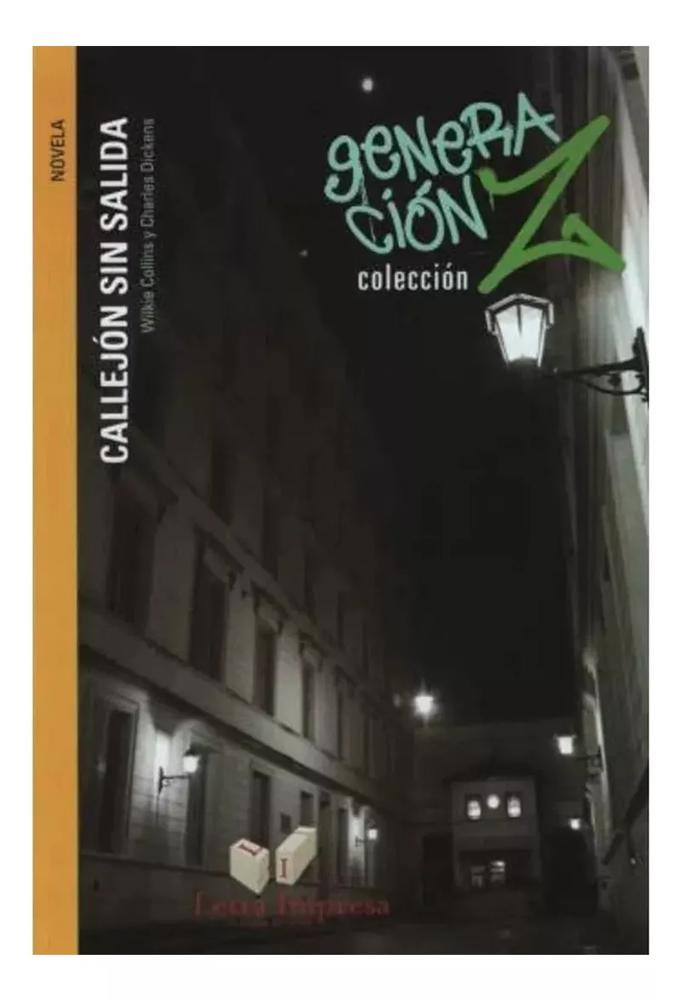 NOVELA
CALLEJÓN SIN SALIDA
Wilkie Collins y Charles Dickens
genera
ción Z
colección
I I
Letra Impresa